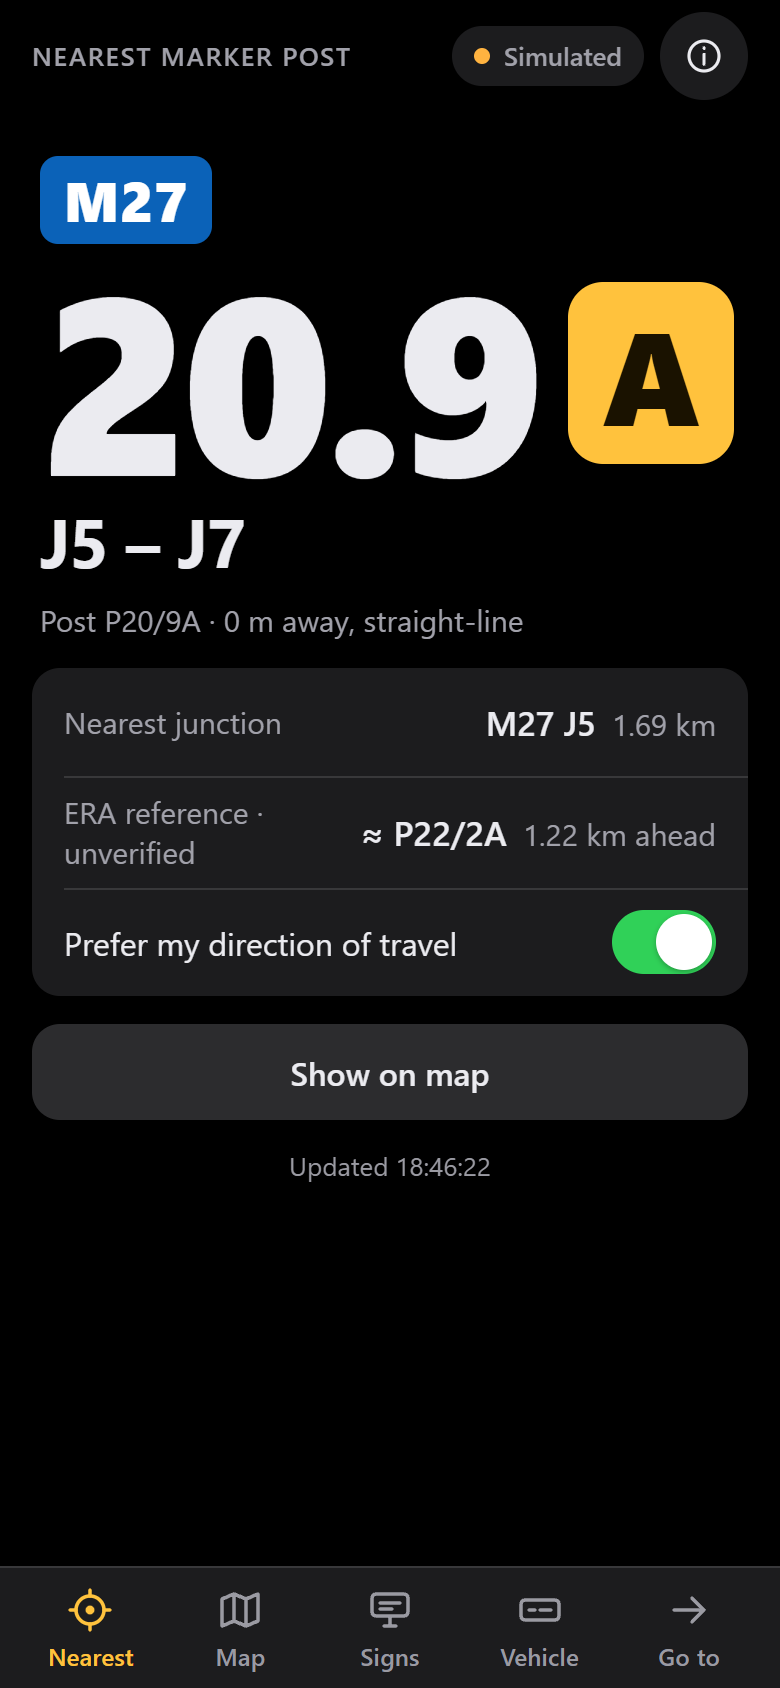 NEAREST MARKER POST
Simulated
M27
20.9 A
J5 – J7
Post P20/9A · 0 m away, straight-line
Nearest junction M27 J5 1.69 km
ERA reference ·
unverified
≈ P22/2A 1.22 km ahead
Prefer my direction of travel
Show on map
Updated 18:46:22
Nearest Map Signs Vehicle Go to